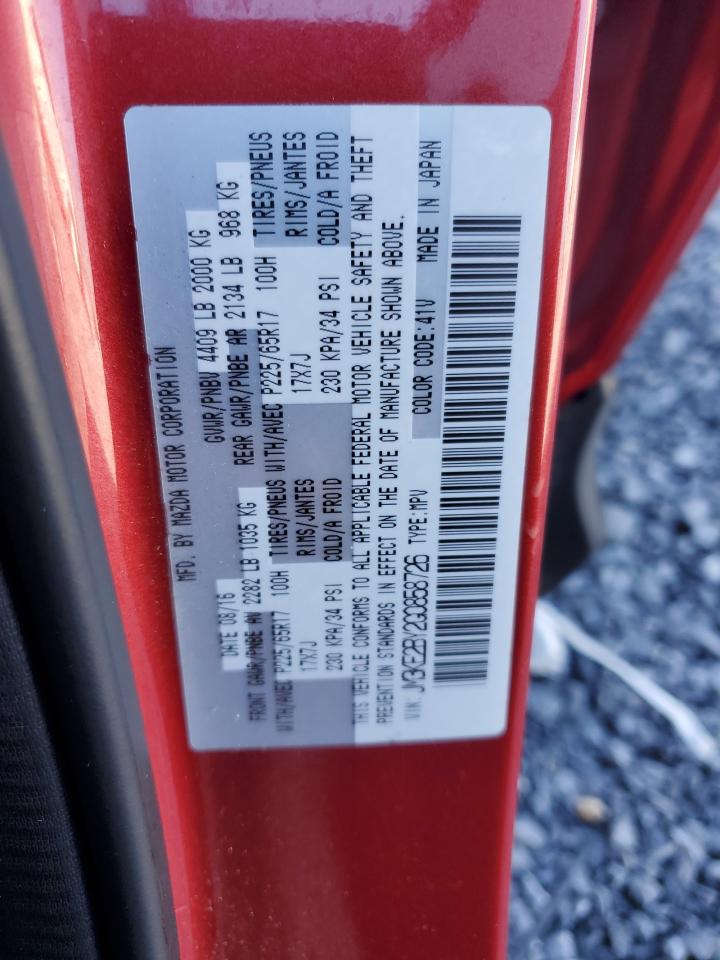 MFD. BY MAZDA MOTOR CORPORATION
DATE 08/16 GVWR/PNBV 4409 LB 2000 KG
FRONT GAWR/PNBE AV 2282 LB 1035 KG REAR GAWR/PNBE AR 2134 LB 968 KG
WITH/AVEC P225/65R17 100H TIRES/PNEUS WITH/AVEC P225/65R17 100H TIRES/PNEUS
17X7J RIMS/JANTES 17X7J RIMS/JANTES
230 KPA/34 PSI COLD/A FROID 230 KPA/34 PSI COLD/A FROID
THIS VEHICLE CONFORMS TO ALL APPLICABLE FEDERAL MOTOR VEHICLE SAFETY AND THEFT
PREVENTION STANDARDS IN EFFECT ON THE DATE OF MANUFACTURE SHOWN ABOVE.
VIN: JM3KE2BY2G0858726 TYPE:MPV COLOR CODE:41V MADE IN JAPAN